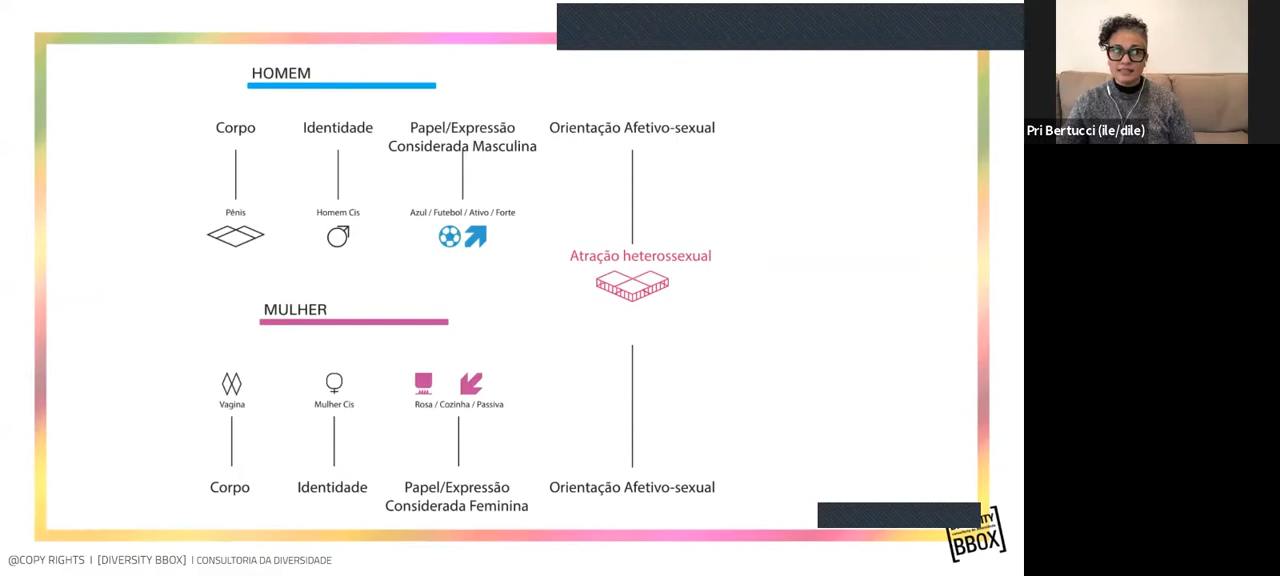 HOMEM
Corpo
Identidade
Papel/Expressão
Considerada Masculina
Orientação Afetivo-sexual
Pênis
Homem Cis
Azul / Futebol / Ativo / Forte
Atração heterossexual
MULHER
Vagina
Mulher Cis
Rosa / Cozinha / Passiva
Corpo
Identidade
Papel/Expressão
Considerada Feminina
Orientação Afetivo-sexual
BBOX
@COPY RIGHTS I [DIVERSITY BBOX] I CONSULTORIA DA DIVERSIDADE
Pri Bertucci (ile/dile)